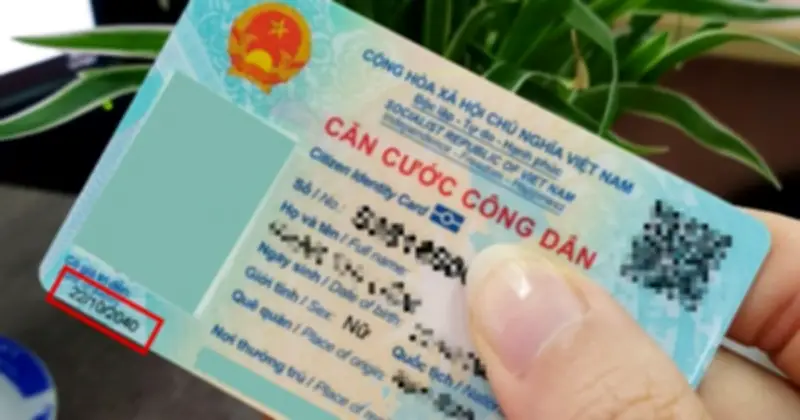 CỘNG HÒA XÃ HỘI CHỦ NGHĨA VIỆT NAM
Độc lập - Tự do - Hạnh phúc
SOCIALIST REPUBLIC OF VIET NAM
Independence - Freedom - Happiness
CĂN CƯỚC CÔNG DÂN
Citizen Identity Card
Số / No.:
Họ và tên / Full name:
Ngày sinh / Date of birth:
Giới tính / Sex: Nữ
Quốc tịch /
Quê quán / Place of origin:
Nơi thường trú / Place of
Có giá trị đến:
22/10/2040